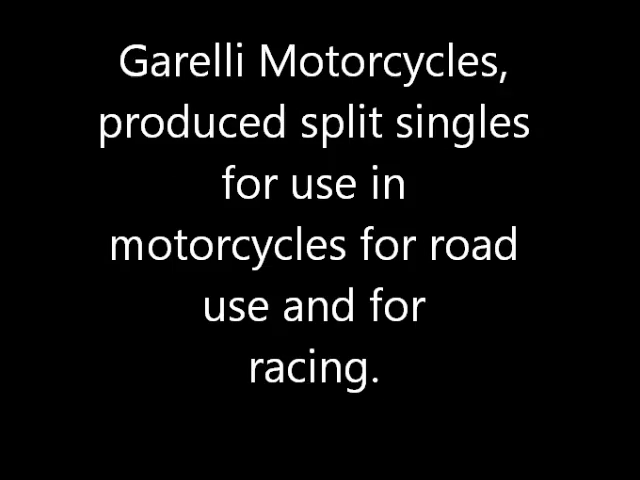 Garelli Motorcycles,
produced split singles
for use in
motorcycles for road
use and for
racing.